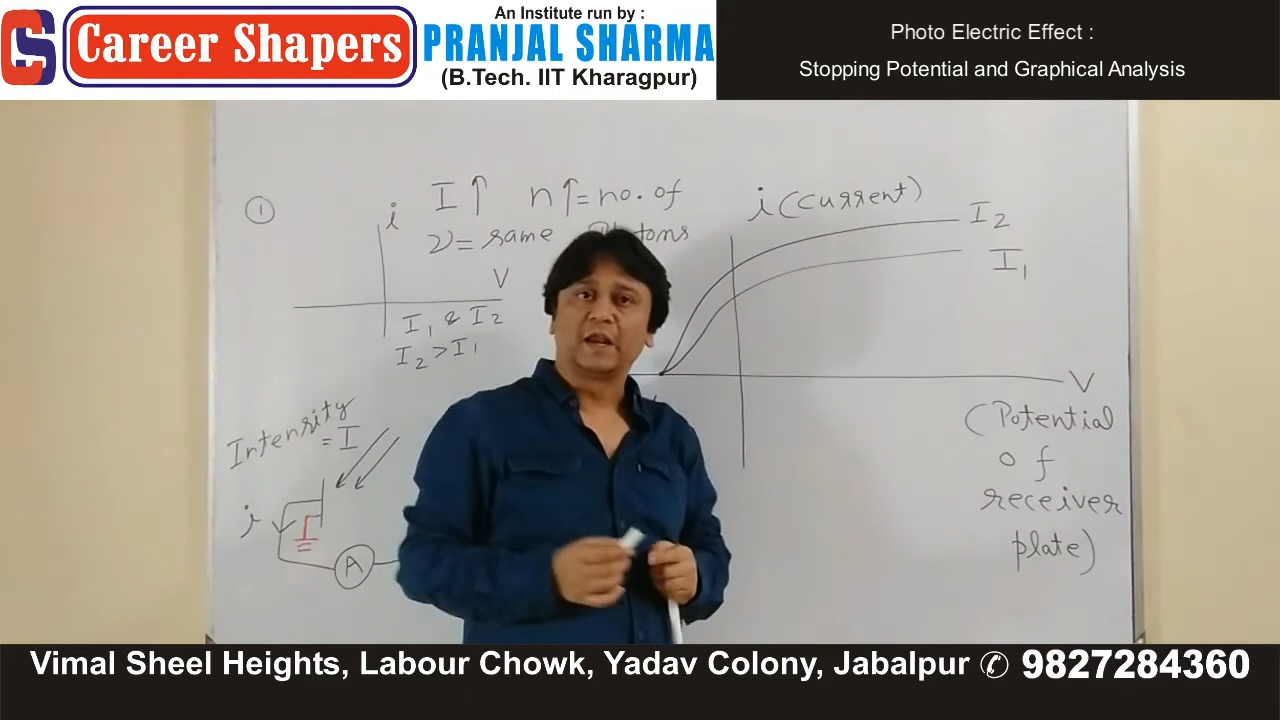 CS
Career Shapers
An Institute run by :
PRANJAL SHARMA
(B.Tech. IIT Kharagpur)
Photo Electric Effect :
Stopping Potential and Graphical Analysis
1
i
V
I↑ n↑=no. of
ν= same
I₁ & I₂
I₂ > I₁
Intensity
= I
i
A
i (current)
I₂
I₁
V
(Potential
of
receiver
plate)
Vimal Sheel Heights, Labour Chowk, Yadav Colony, Jabalpur ✆ 9827284360